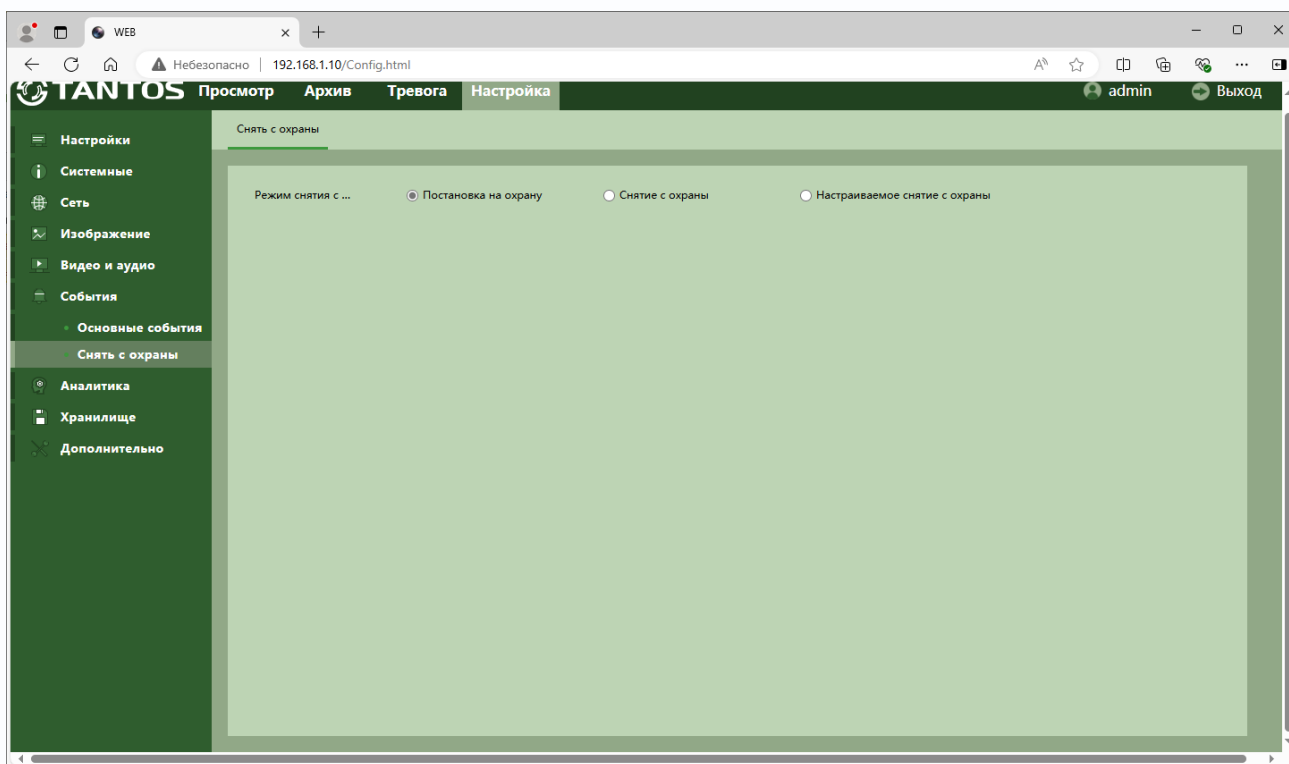 WEB
Небезопасно 192.168.1.10/Config.html
TANTOS Просмотр Архив Тревога Настройка admin Выход
Снять с охраны
Настройки
Системные
Режим снятия с ... Постановка на охрану Снятие с охраны Настраиваемое снятие с охраны
Сеть
Изображение
Видео и аудио
События
Основные события
Снять с охраны
Аналитика
Хранилище
Дополнительно